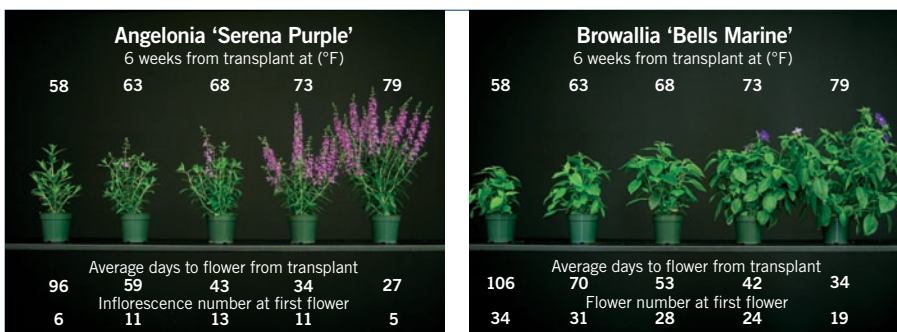 Angelonia ‘Serena Purple’
6 weeks from transplant at (°F)
58 63 68 73 79
Average days to flower from transplant
96 59 43 34 27
Inflorescence number at first flower
6 11 13 11 5
Browallia ‘Bells Marine’
6 weeks from transplant at (°F)
58 63 68 73 79
Average days to flower from transplant
106 70 53 42 34
Flower number at first flower
34 31 28 24 19